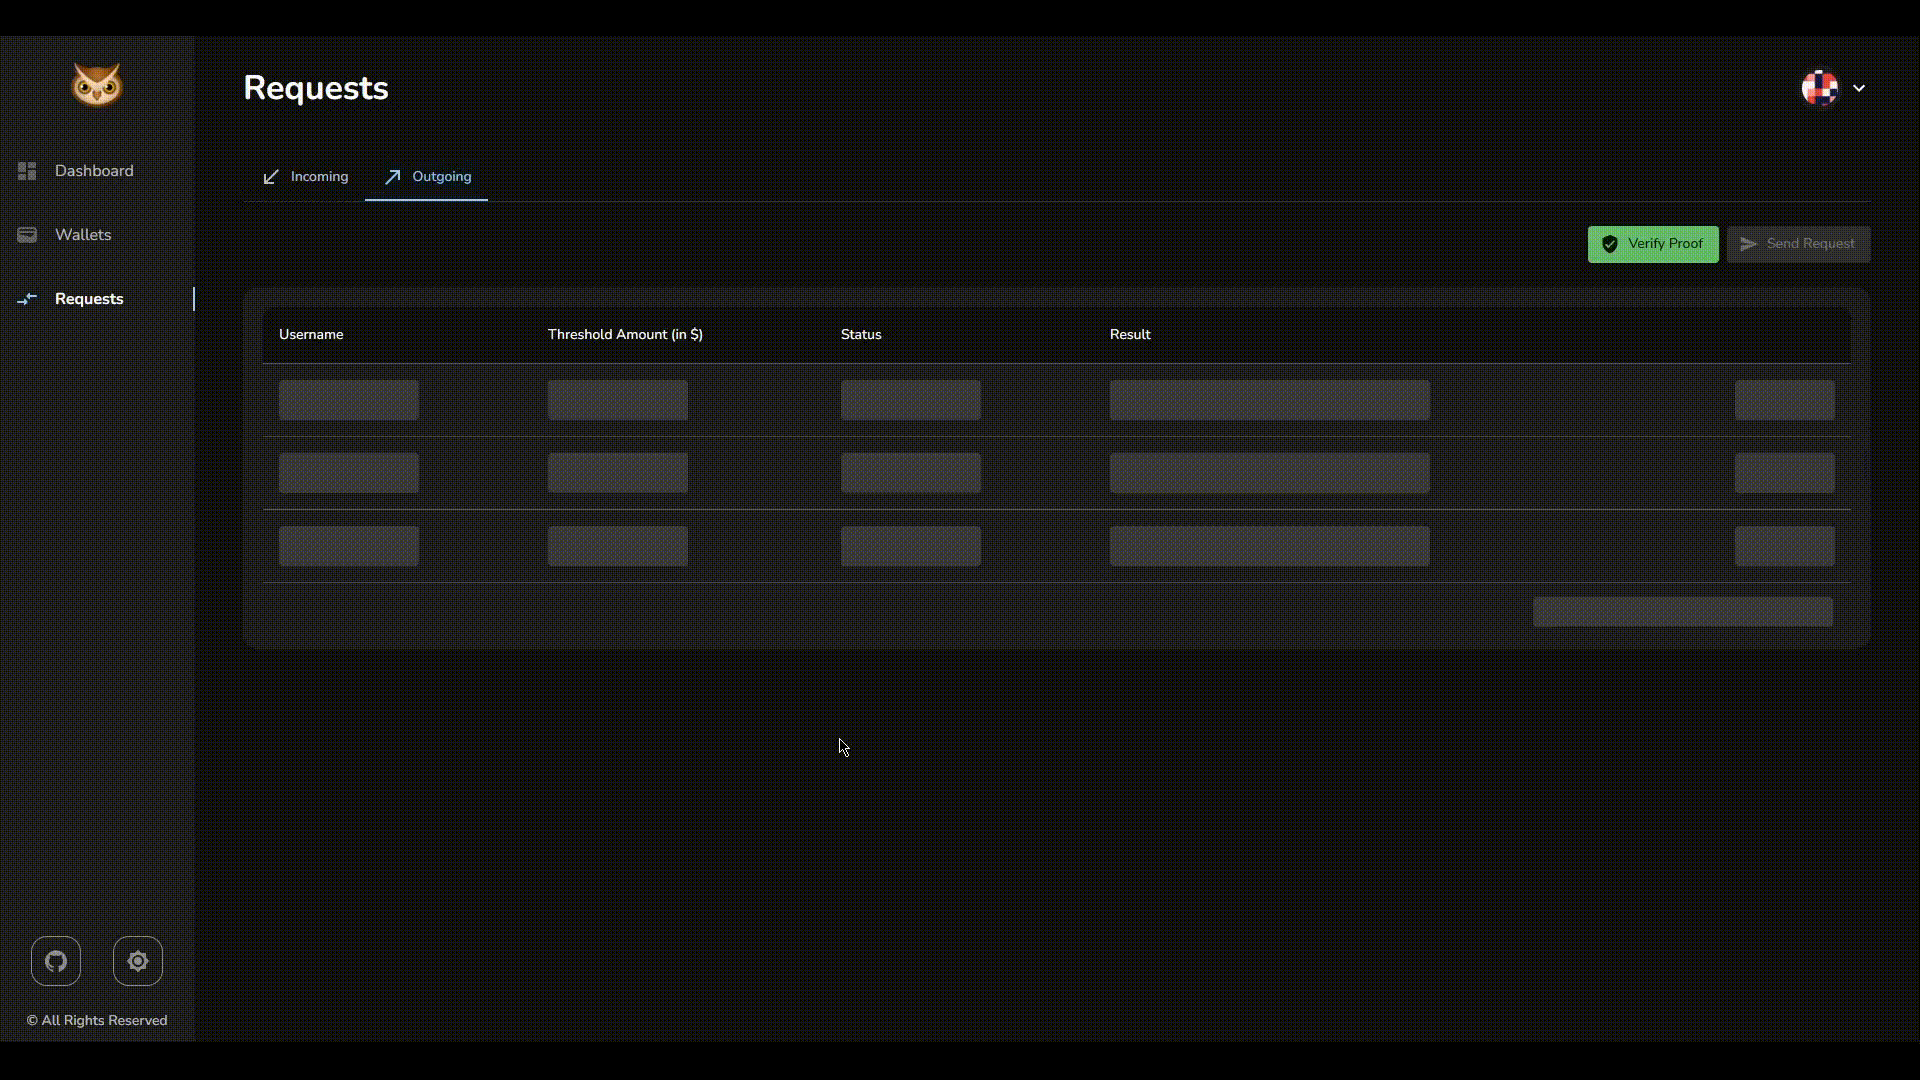 Requests
Dashboard
Wallets
Requests
Incoming
Outgoing
Verify Proof
Send Request
Username
Threshold Amount (in $)
Status
Result
© All Rights Reserved